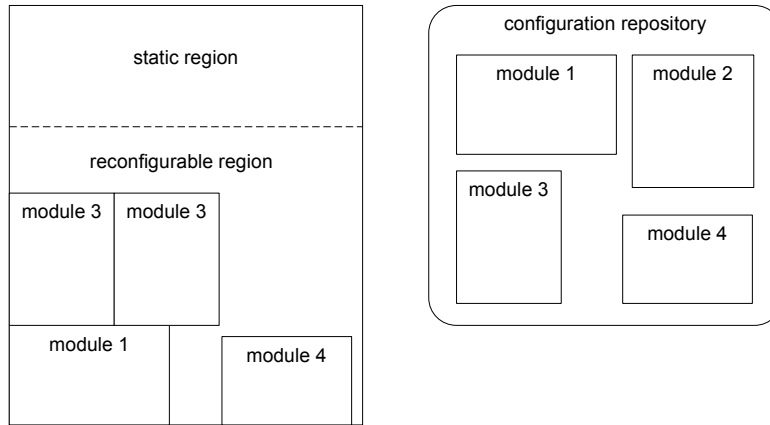 static region
reconfigurable region
module 3
module 3
module 1
module 4
configuration repository
module 1
module 2
module 3
module 4